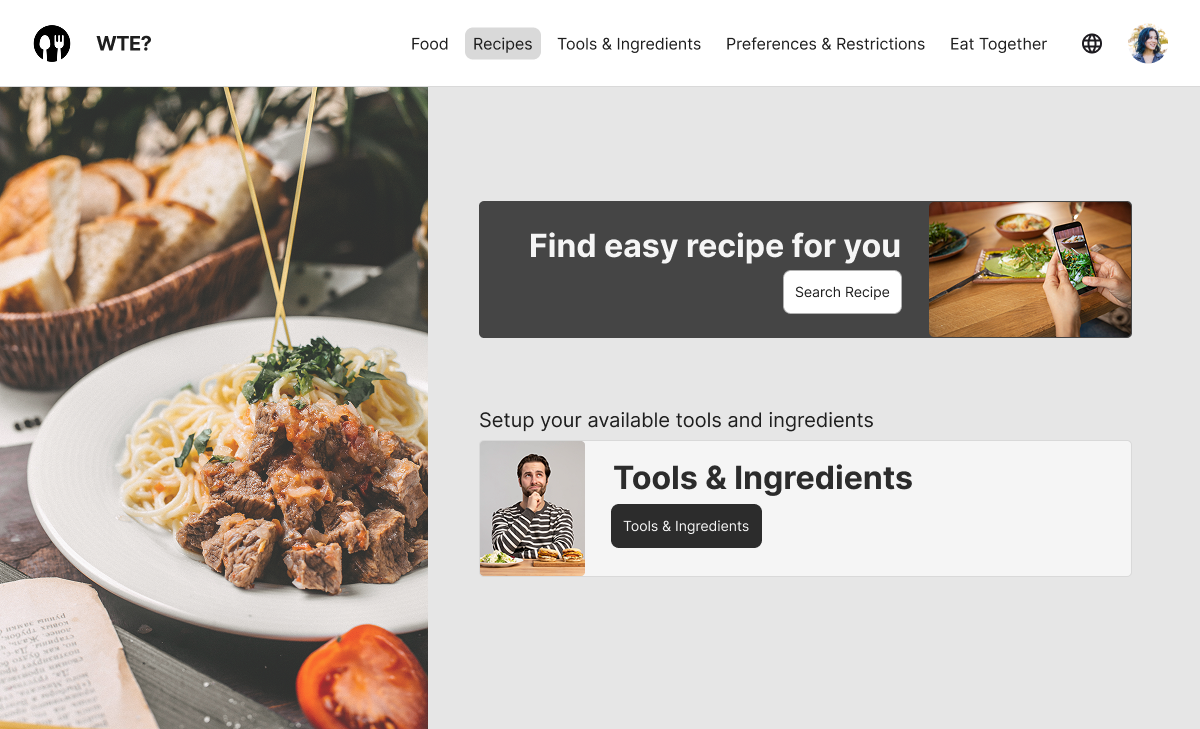 WTE?
Food Recipes Tools & Ingredients Preferences & Restrictions Eat Together
Find easy recipe for you
Search Recipe
Setup your available tools and ingredients
Tools & Ingredients
Tools & Ingredients